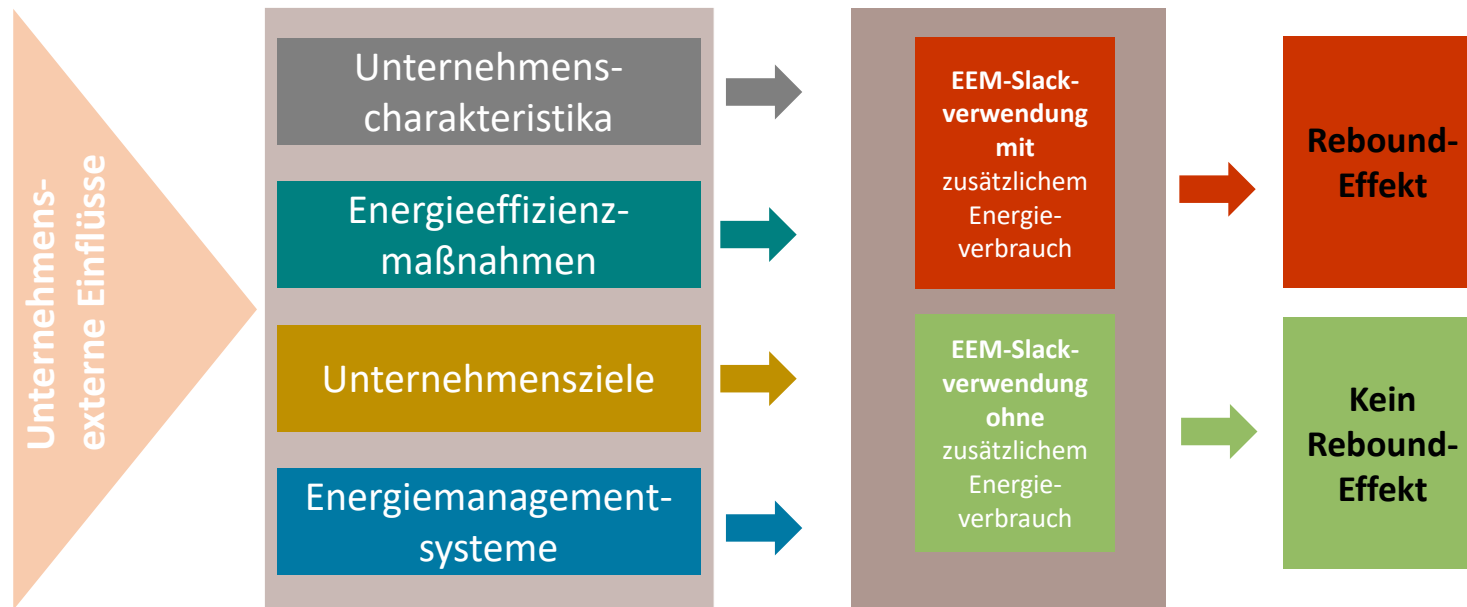 Unternehmens-
externe Einflüsse
Unternehmens-
charakteristika
Energieeffizienz-
maßnahmen
Unternehmensziele
Energiemanagement-
systeme
EEM-Slack-
verwendung
mit
zusätzlichem
Energie-
verbrauch
EEM-Slack-
verwendung
ohne
zusätzlichem
Energie-
verbrauch
Rebound-
Effekt
Kein
Rebound-
Effekt